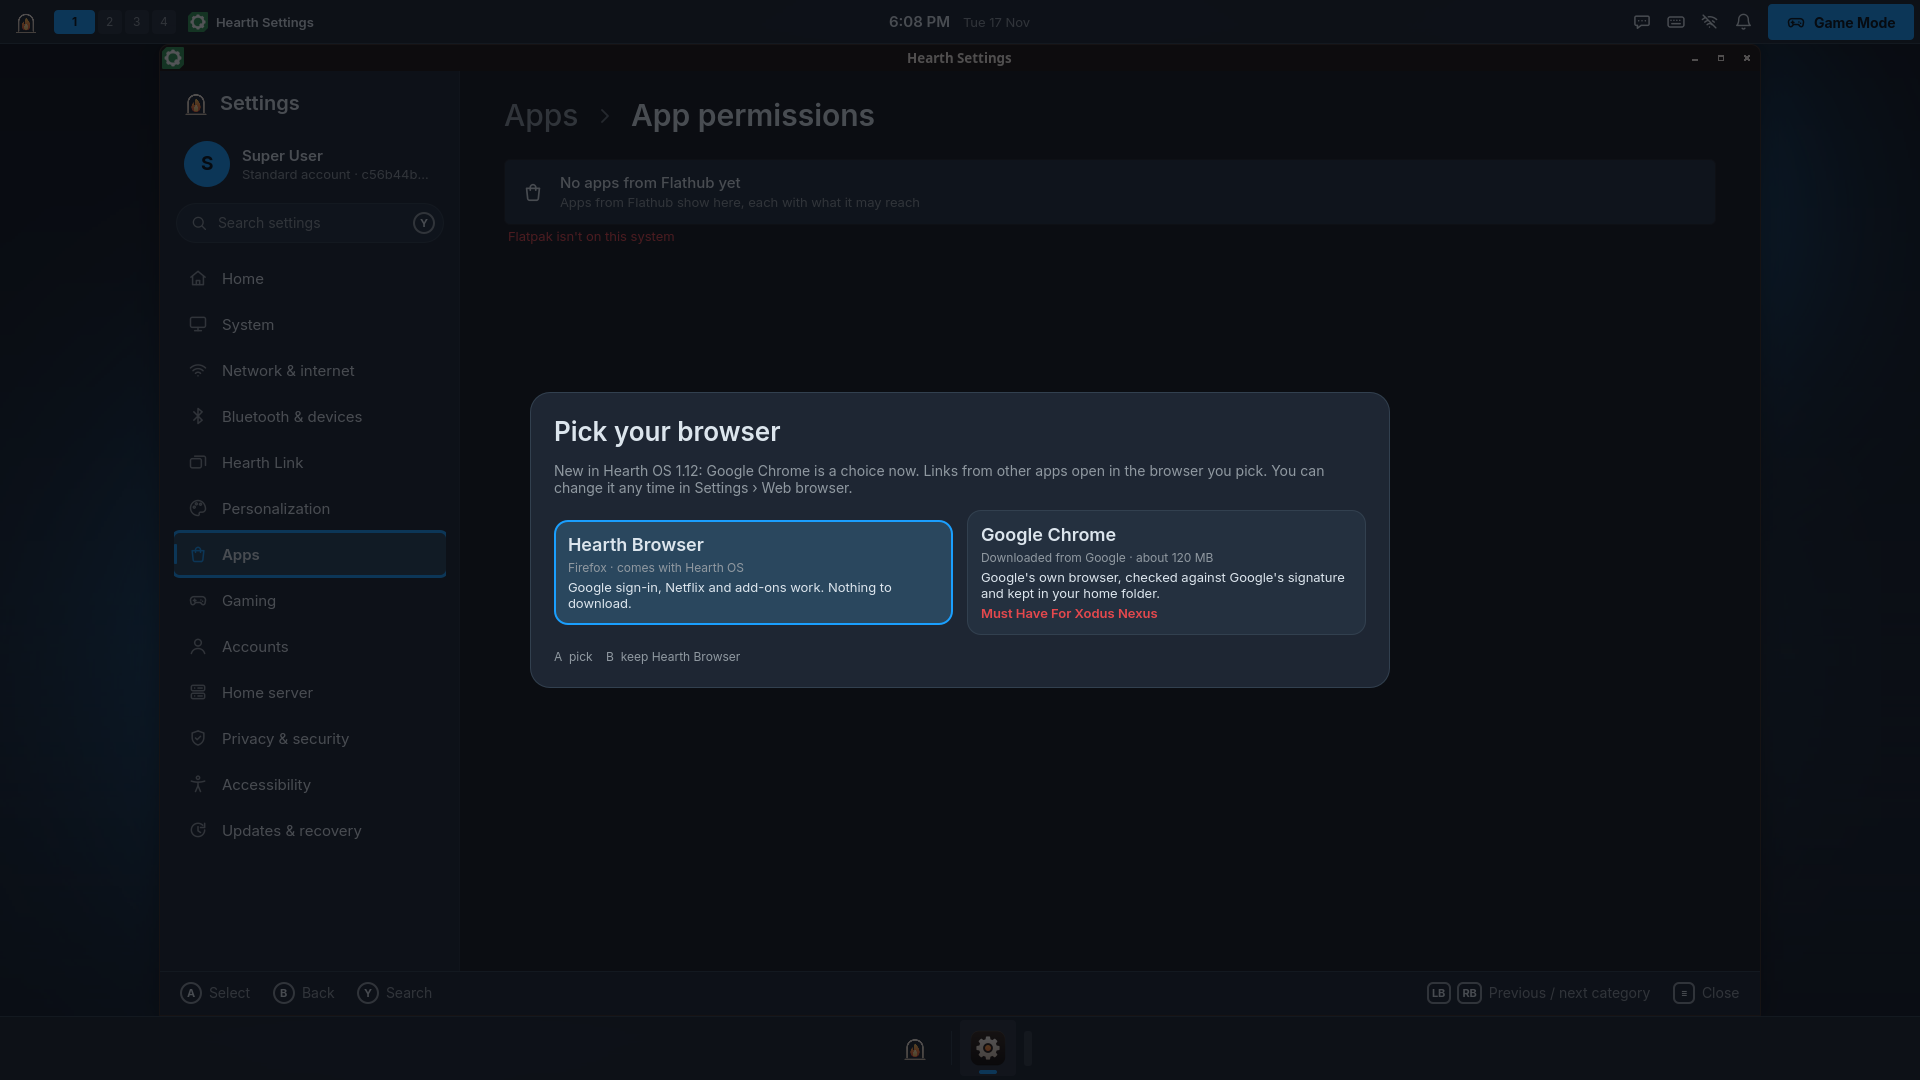 1 2 3 4 Hearth Settings
6:08 PM Tue 17 Nov
Game Mode
Hearth Settings
Settings
S
Super User
Standard account · c56b44b...
Search settings Y
Home
System
Network & internet
Bluetooth & devices
Hearth Link
Personalization
Apps
Gaming
Accounts
Home server
Privacy & security
Accessibility
Updates & recovery
Apps › App permissions
No apps from Flathub yet
Apps from Flathub show here, each with what it may reach
Flatpak isn't on this system
Pick your browser
New in Hearth OS 1.12: Google Chrome is a choice now. Links from other apps open in the browser you pick. You can
change it any time in Settings › Web browser.
Hearth Browser
Firefox · comes with Hearth OS
Google sign-in, Netflix and add-ons work. Nothing to
download.
Google Chrome
Downloaded from Google · about 120 MB
Google's own browser, checked against Google's signature
and kept in your home folder.
Must Have For Xodus Nexus
A pick B keep Hearth Browser
A Select B Back Y Search
LB RB Previous / next category ≡ Close